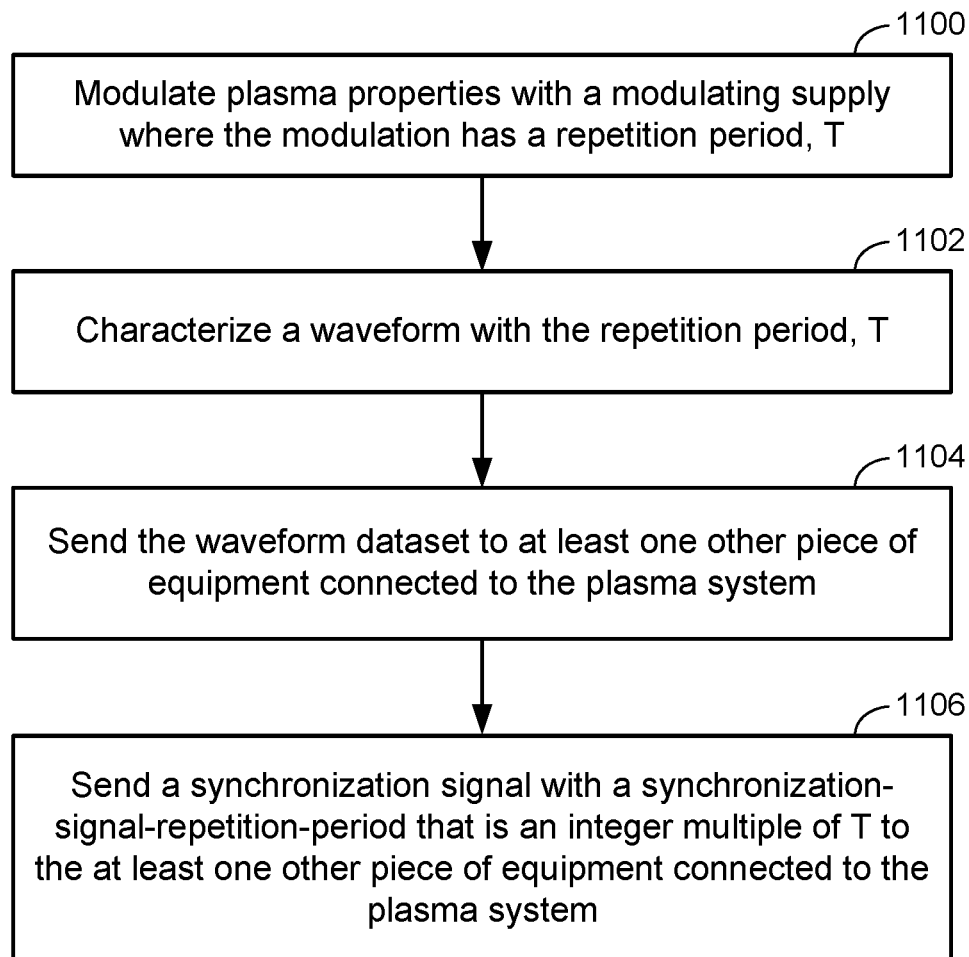 1100
Modulate plasma properties with a modulating supply
where the modulation has a repetition period, T
1102
Characterize a waveform with the repetition period, T
1104
Send the waveform dataset to at least one other piece of
equipment connected to the plasma system
1106
Send a synchronization signal with a synchronization-
signal-repetition-period that is an integer multiple of T to
the at least one other piece of equipment connected to the
plasma system